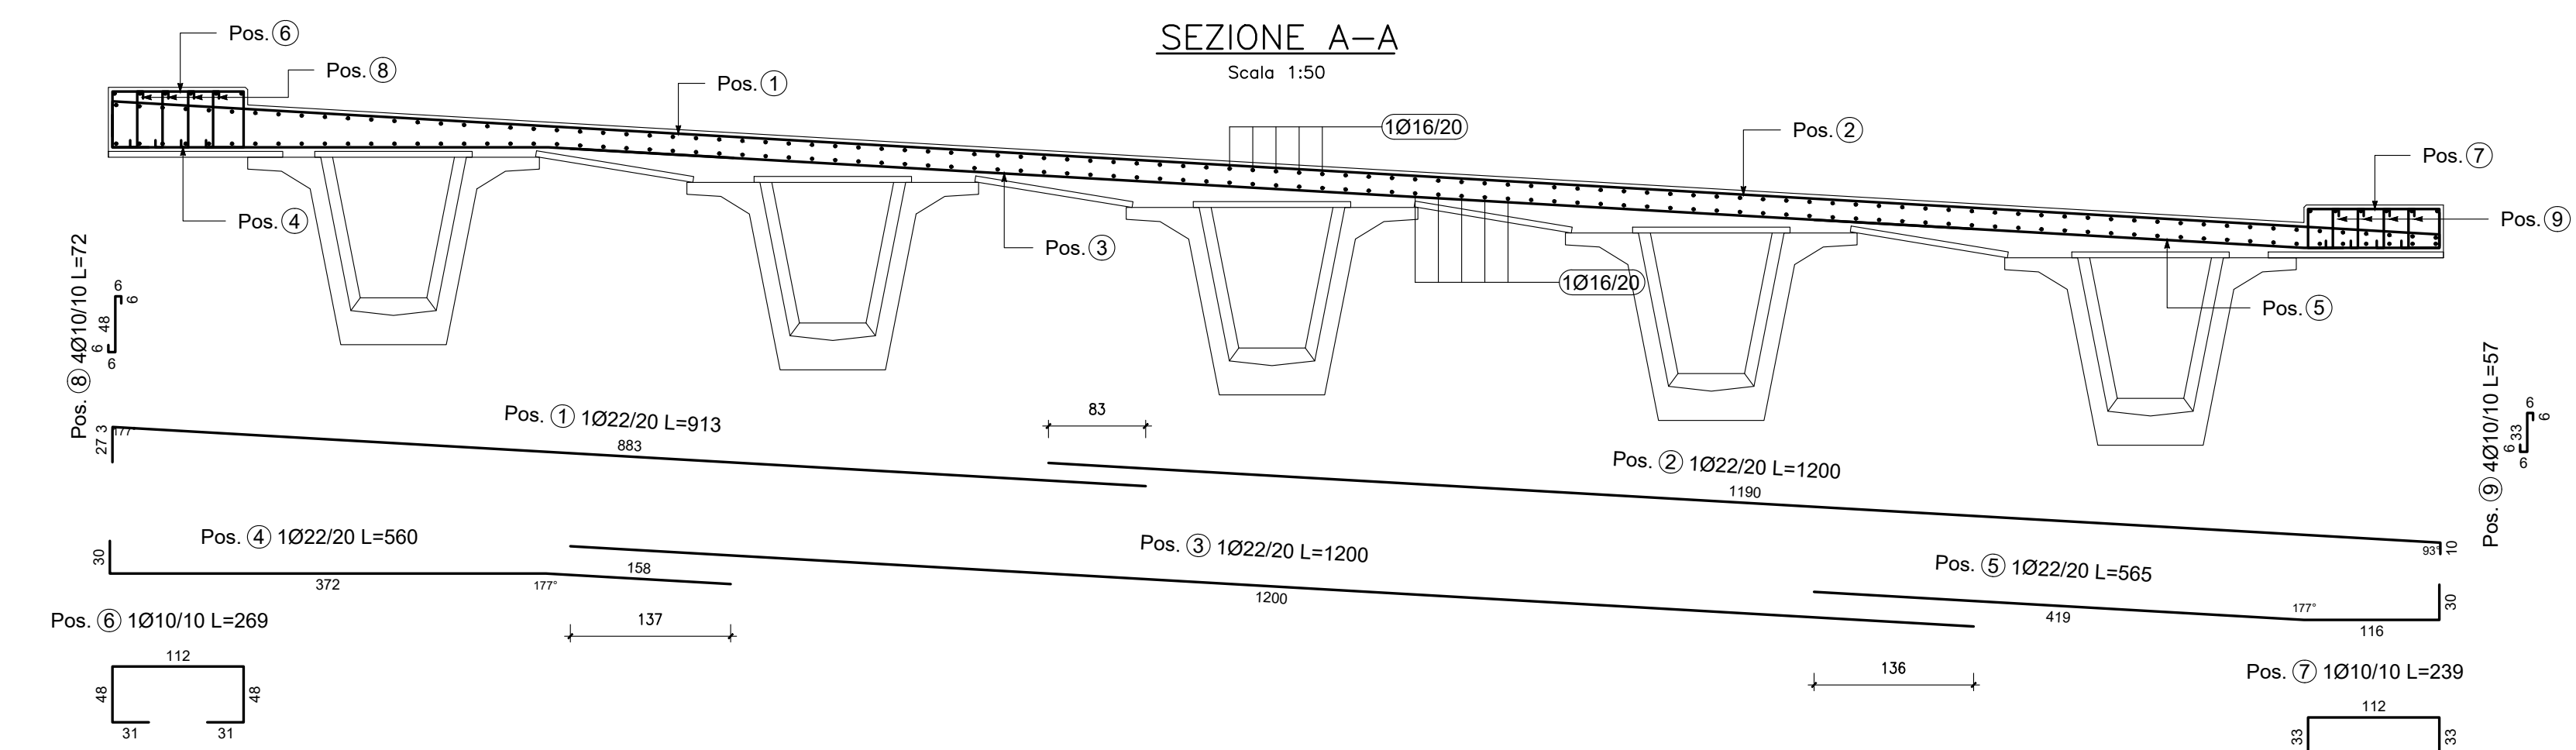 SEZIONE A-A
Scala 1:50
Pos. 6
Pos. 8
Pos. 1
1Ø16/20
Pos. 2
Pos. 7
Pos. 4
Pos. 3
1Ø16/20
Pos. 9
Pos. 5
Pos. 8 4Ø10/10 L=72
6
6
48
6
6
Pos. 9 4Ø10/10 L=57
6
6
33
6
6
Pos. 1 1Ø22/20 L=913
27 3
177°
883
83
Pos. 2 1Ø22/20 L=1200
1190
93°
10
Pos. 4 1Ø22/20 L=560
30
372
177°
158
137
Pos. 3 1Ø22/20 L=1200
1200
Pos. 5 1Ø22/20 L=565
419
177°
116
30
136
Pos. 6 1Ø10/10 L=269
112
48
48
31
31
Pos. 7 1Ø10/10 L=239
112
33
33